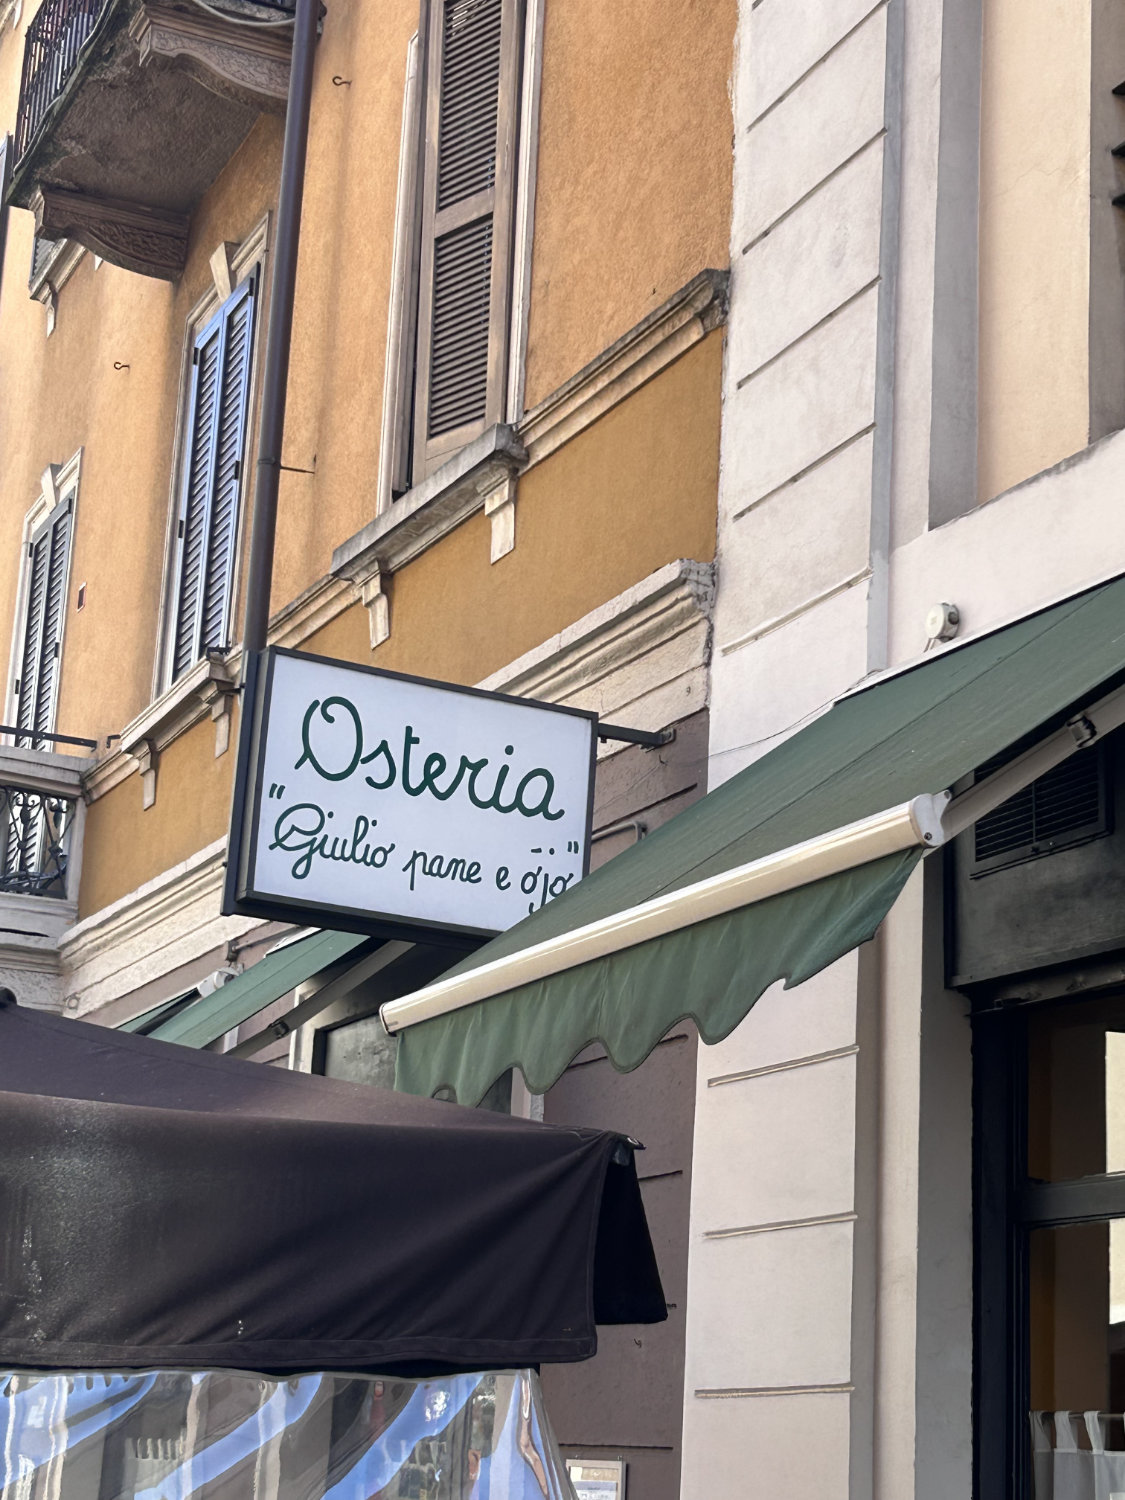 Osteria
"Giulio pane e ojo"